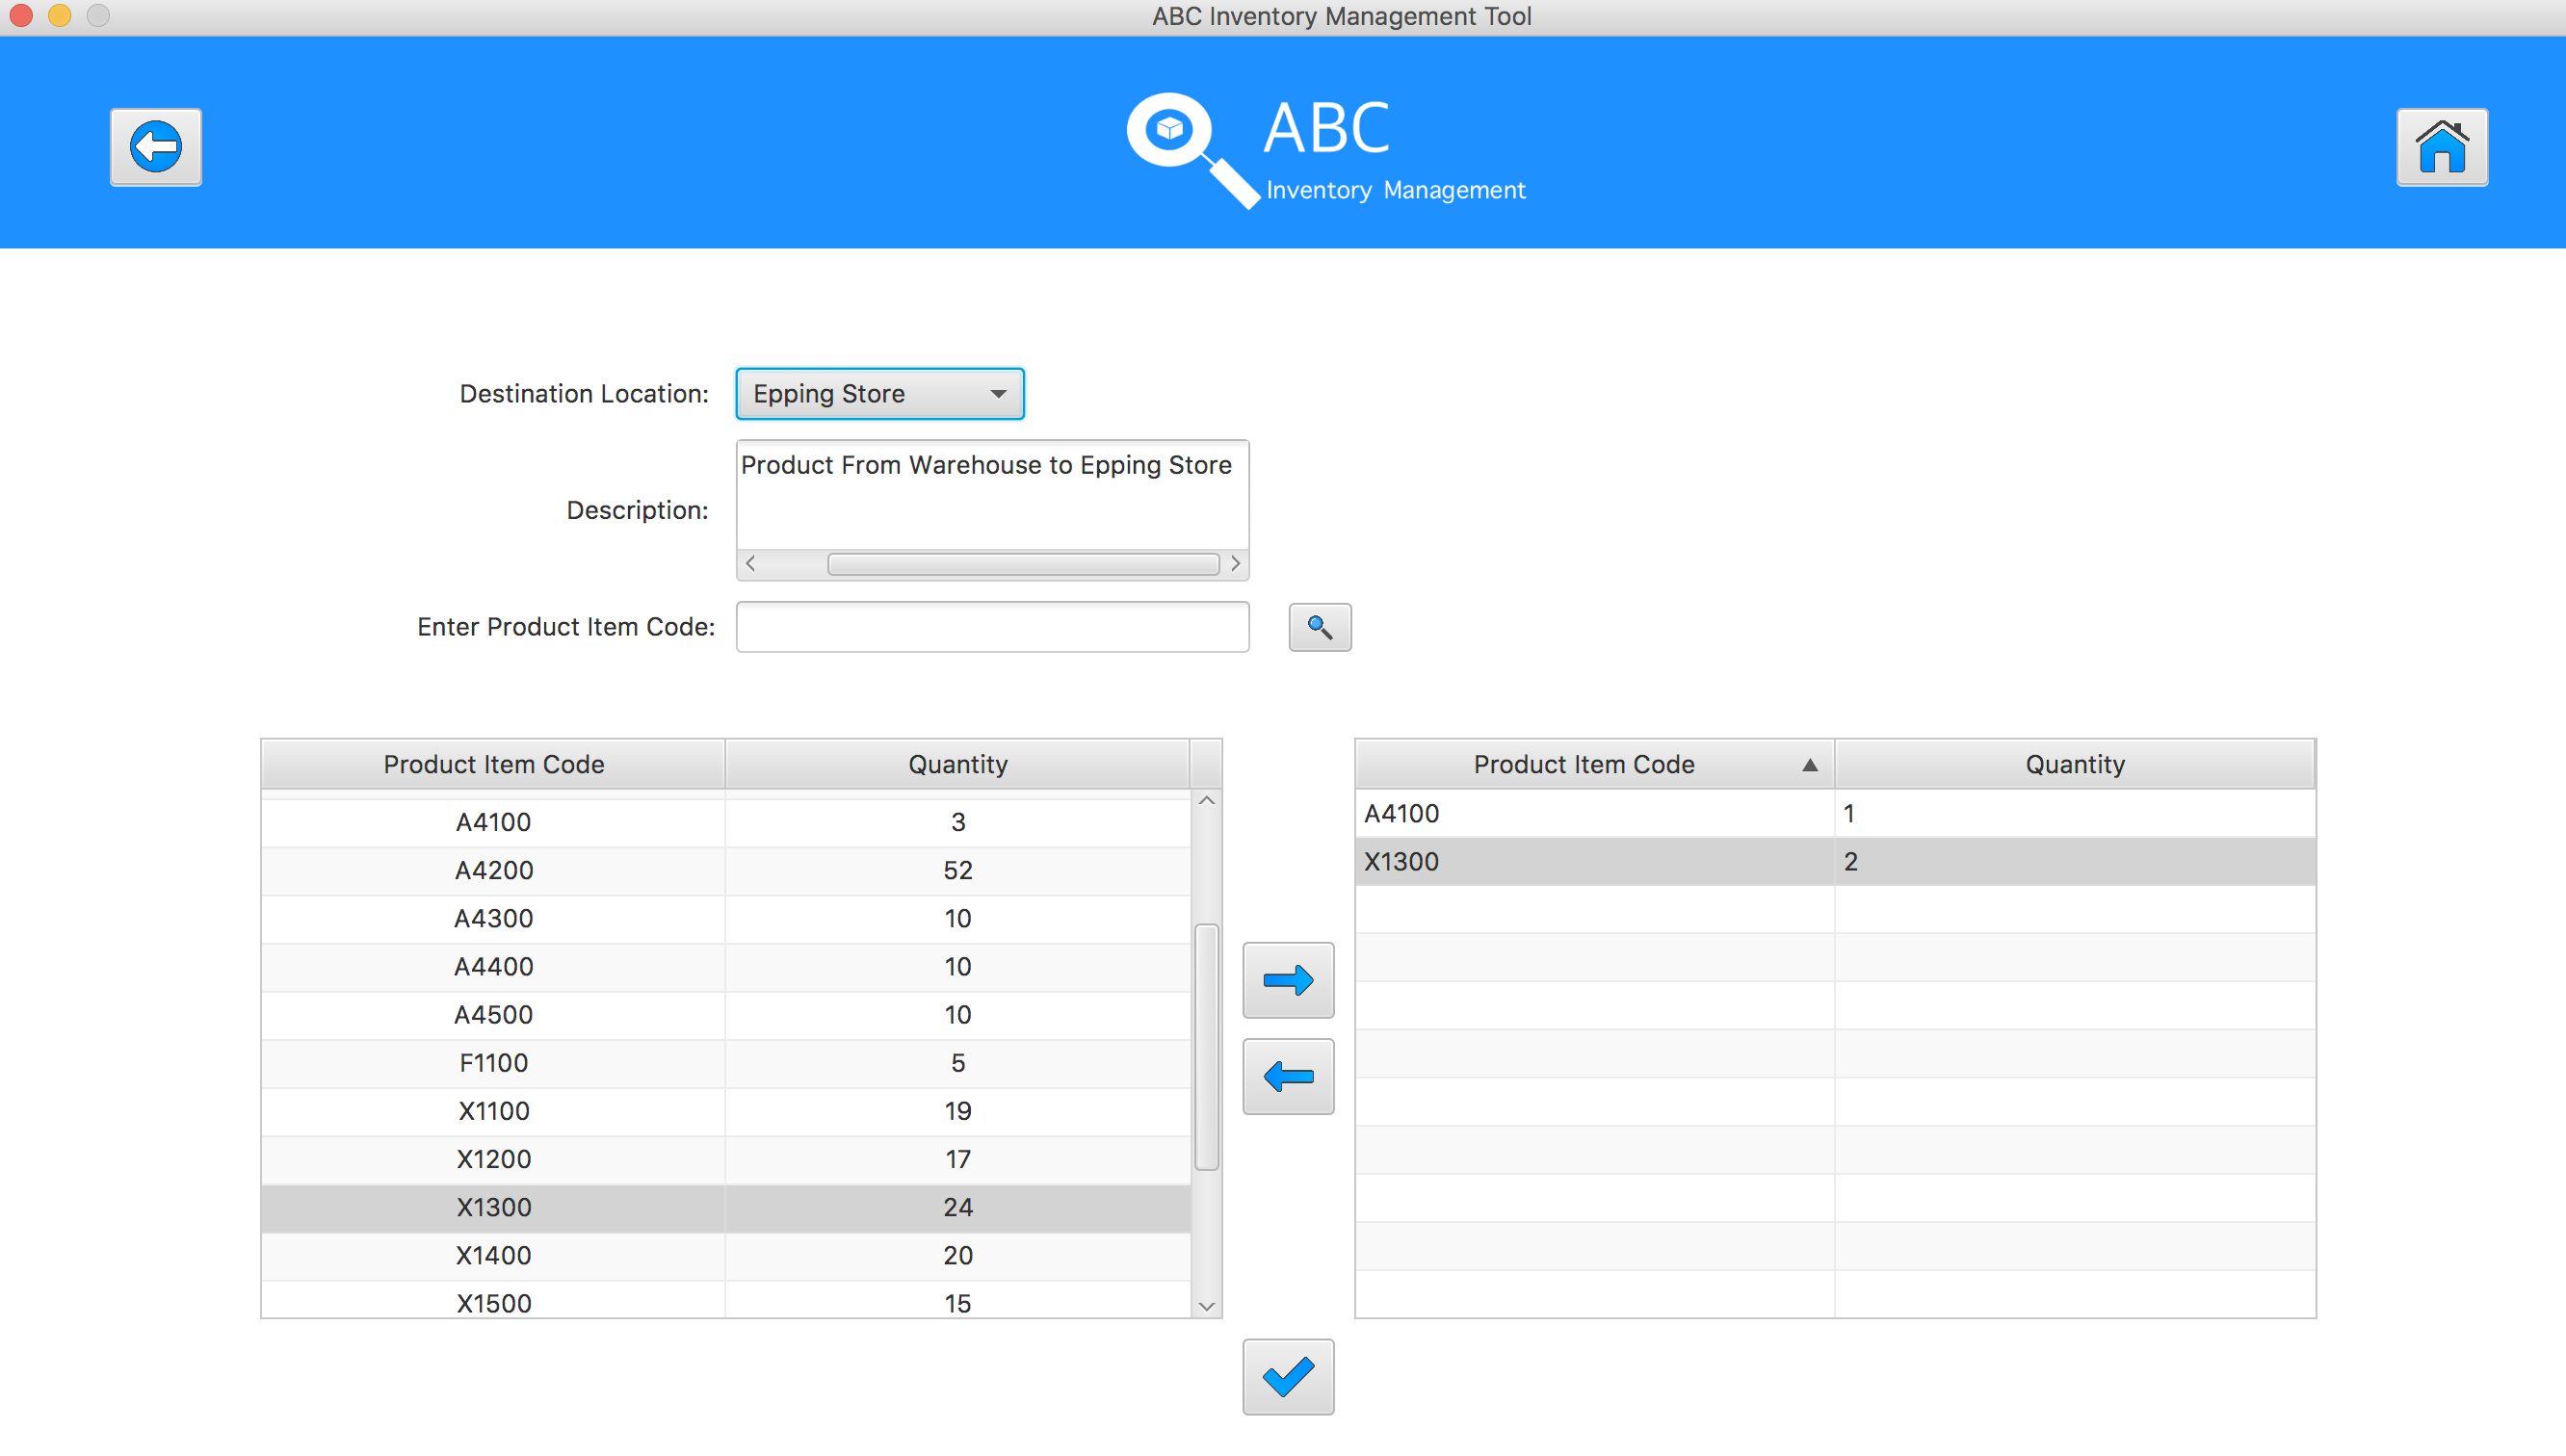 ABC Inventory Management Tool
ABC
Inventory Management
Destination Location: Epping Store
Description: Product From Warehouse to Epping Store
Enter Product Item Code:
Product Item Code Quantity
A4100 3
A4200 52
A4300 10
A4400 10
A4500 10
F1100 5
X1100 19
X1200 17
X1300 24
X1400 20
X1500 15
Product Item Code Quantity
A4100 1
X1300 2